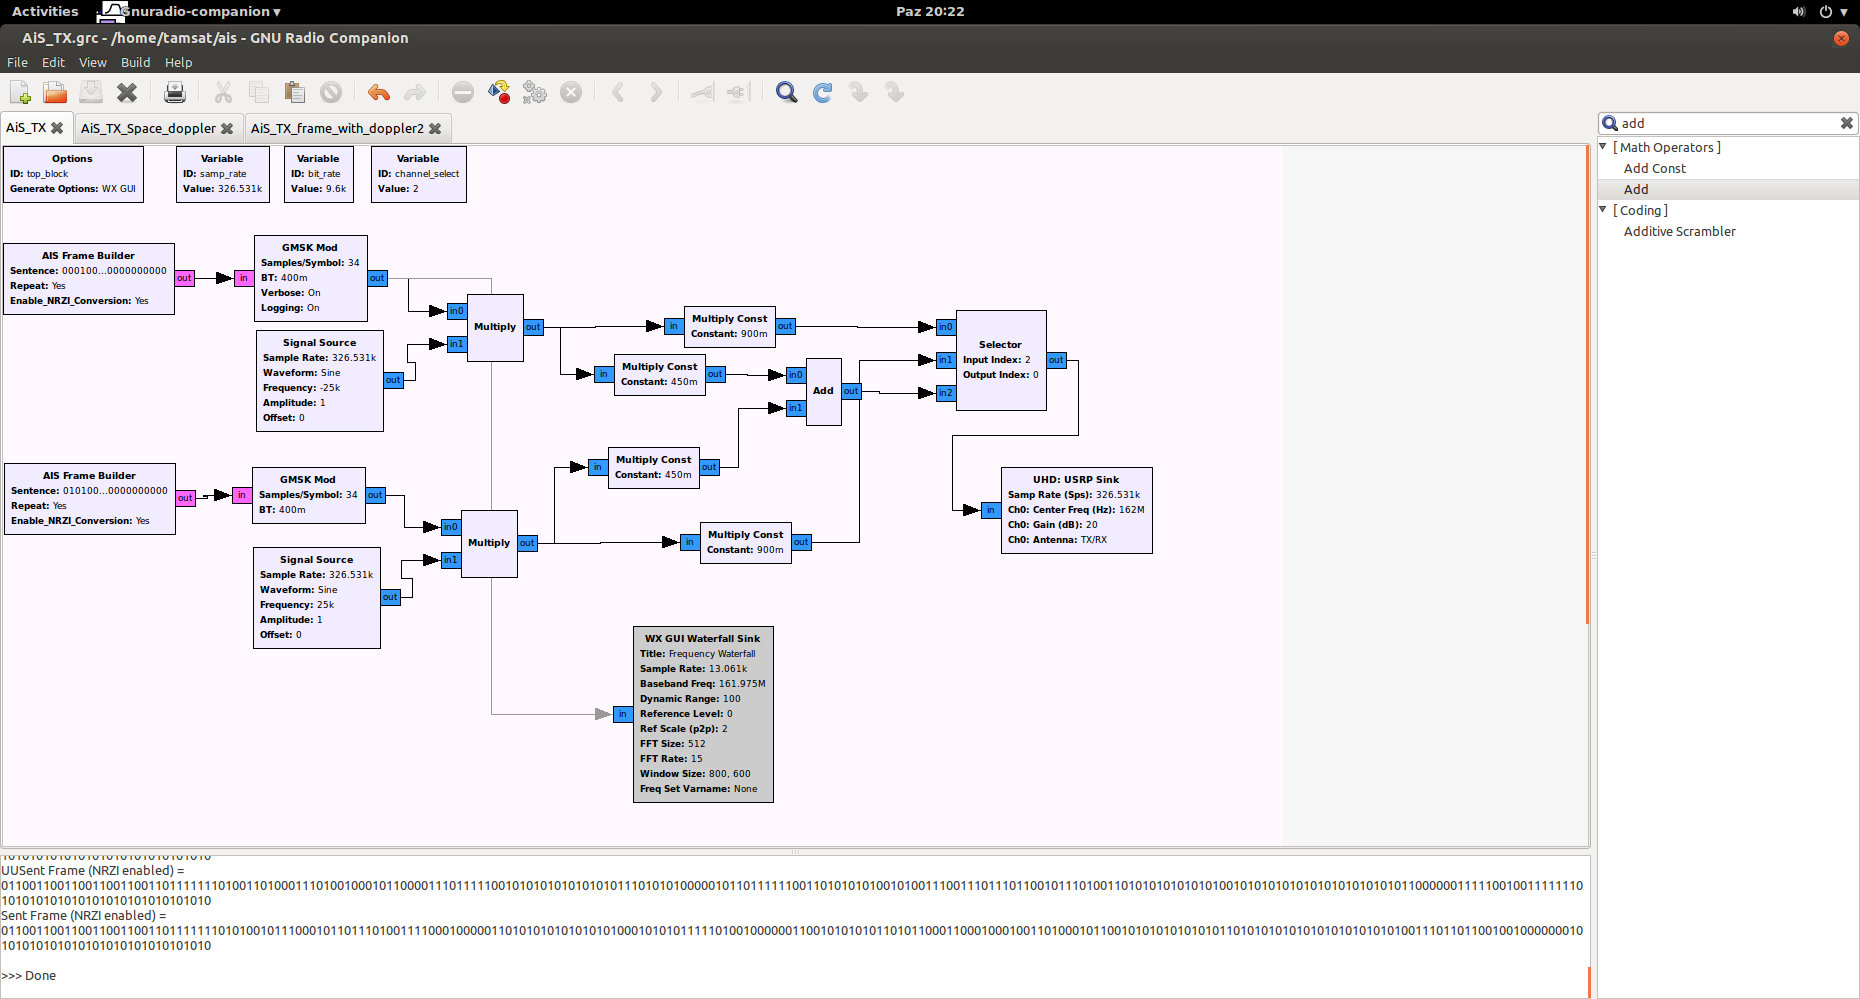 Activities Gnuradio-companion ▾ Paz 20:22
AiS_TX.grc - /home/tamsat/ais - GNU Radio Companion
File Edit View Build Help
AiS_TX AiS_TX_Space_doppler AiS_TX_frame_with_doppler2
add
[ Math Operators ]
Add Const
Add
[ Coding ]
Additive Scrambler
Options
ID: top_block
Generate Options: WX GUI
Variable
ID: samp_rate
Value: 326.531k
Variable
ID: bit_rate
Value: 9.6k
Variable
ID: channel_select
Value: 2
AIS Frame Builder
Sentence: 000100...0000000000
Repeat: Yes
Enable_NRZI_Conversion: Yes
out
in
GMSK Mod
Samples/Symbol: 34
BT: 400m
Verbose: On
Logging: On
out
Signal Source
Sample Rate: 326.531k
Waveform: Sine
Frequency: -25k
Amplitude: 1
Offset: 0
out
in0
in1
Multiply
out
in
Multiply Const
Constant: 900m
out
in
Multiply Const
Constant: 450m
out
in0
in1
Add
out
in0
in1
in2
Selector
Input Index: 2
Output Index: 0
out
AIS Frame Builder
Sentence: 010100...0000000000
Repeat: Yes
Enable_NRZI_Conversion: Yes
out
in
GMSK Mod
Samples/Symbol: 34
BT: 400m
out
Signal Source
Sample Rate: 326.531k
Waveform: Sine
Frequency: 25k
Amplitude: 1
Offset: 0
out
in0
in1
Multiply
out
in
Multiply Const
Constant: 450m
out
in
Multiply Const
Constant: 900m
out
in
UHD: USRP Sink
Samp Rate (Sps): 326.531k
Ch0: Center Freq (Hz): 162M
Ch0: Gain (dB): 20
Ch0: Antenna: TX/RX
in
WX GUI Waterfall Sink
Title: Frequency Waterfall
Sample Rate: 13.061k
Baseband Freq: 161.975M
Dynamic Range: 100
Reference Level: 0
Ref Scale (p2p): 2
FFT Size: 512
FFT Rate: 15
Window Size: 800, 600
Freq Set Varname: None
UUSent Frame (NRZI enabled) =
1010101010101010101010101010
Sent Frame (NRZI enabled) =
1010101010101010101010101010
>>> Done